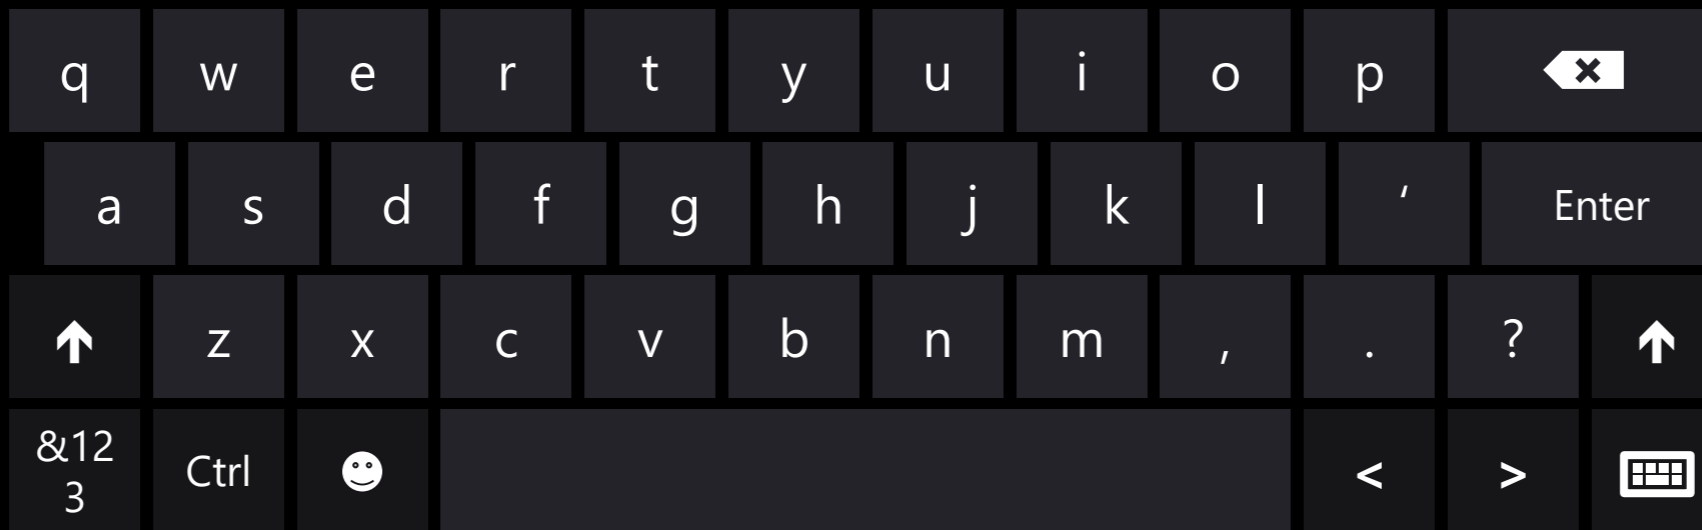 q w e r t y u i o p
a s d f g h j k l ‘ Enter
z x c v b n m , . ?
&12
3
Ctrl < >